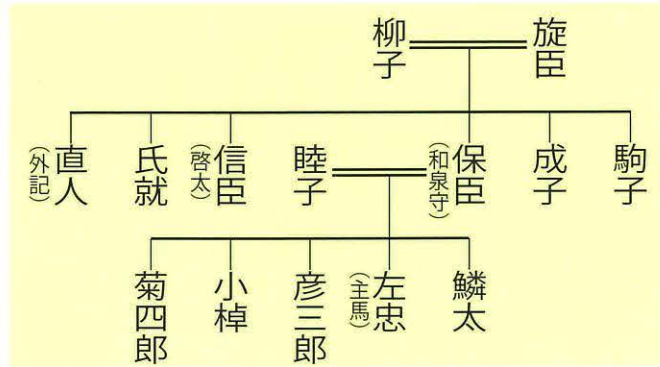 旋臣
柳子
駒子
成子
保臣
(和泉守)
睦子
信臣
(啓太)
氏就
直人
(外記)
鱗太
左忠
(主馬)
彦三郎
小棹
菊四郎